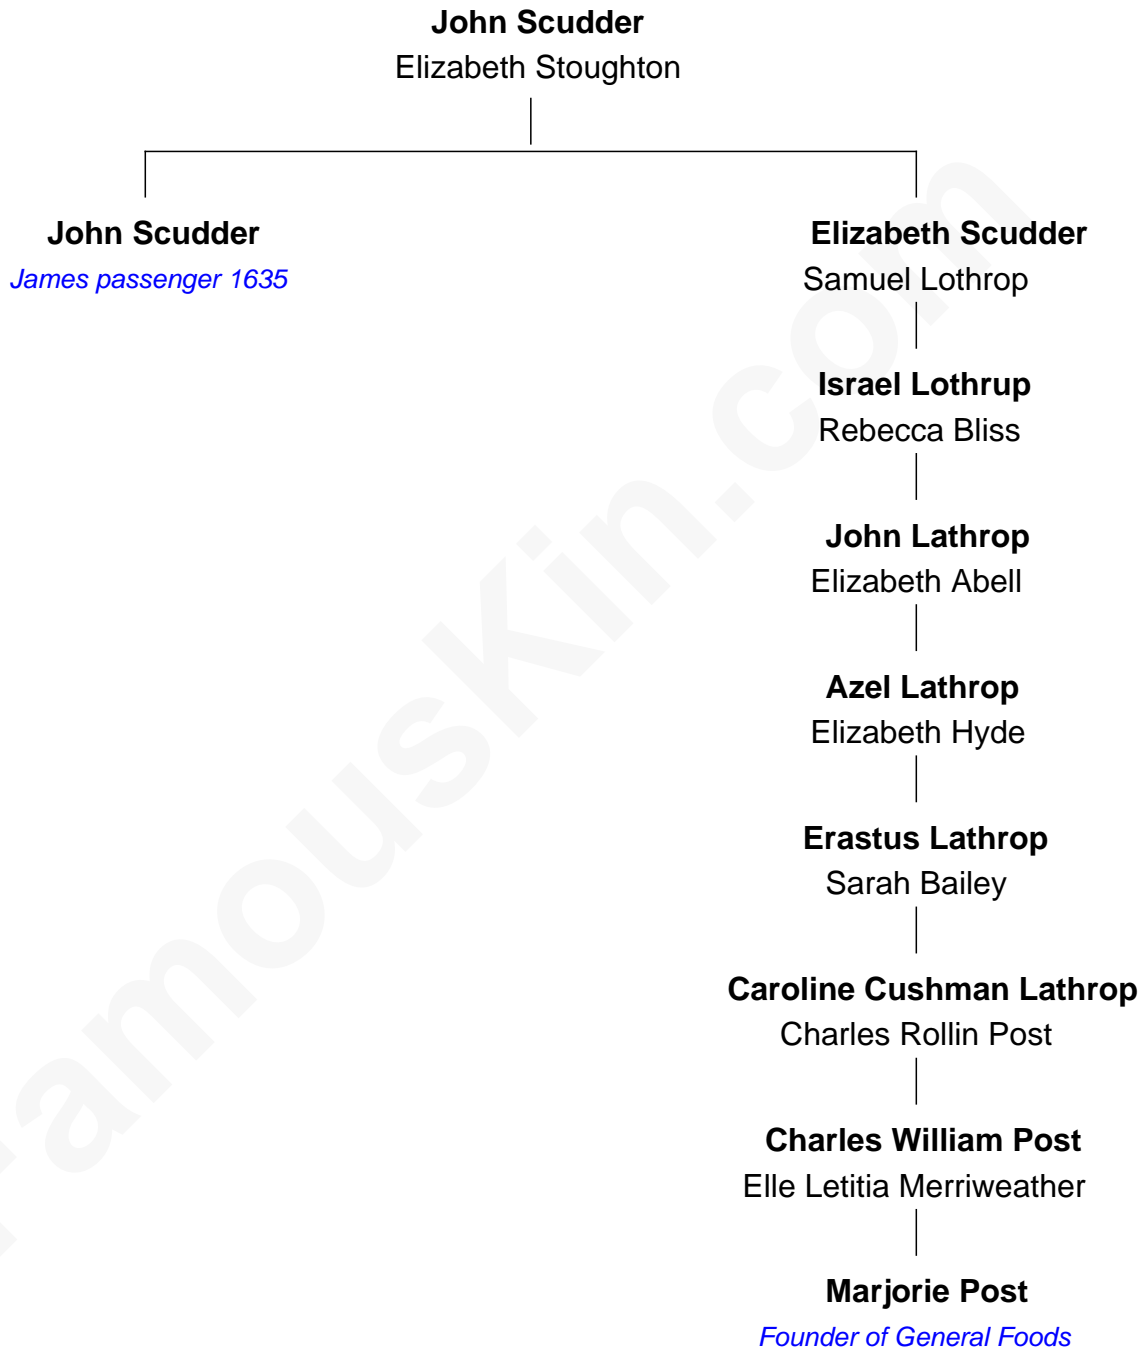 John Scudder
Elizabeth Stoughton
John Scudder
James passenger 1635
Elizabeth Scudder
Samuel Lothrop
Israel Lothrup
Rebecca Bliss
John Lathrop
Elizabeth Abell
Azel Lathrop
Elizabeth Hyde
Erastus Lathrop
Sarah Bailey
Caroline Cushman Lathrop
Charles Rollin Post
Charles William Post
Elle Letitia Merriweather
Marjorie Post
Founder of General Foods
FamousKin.com